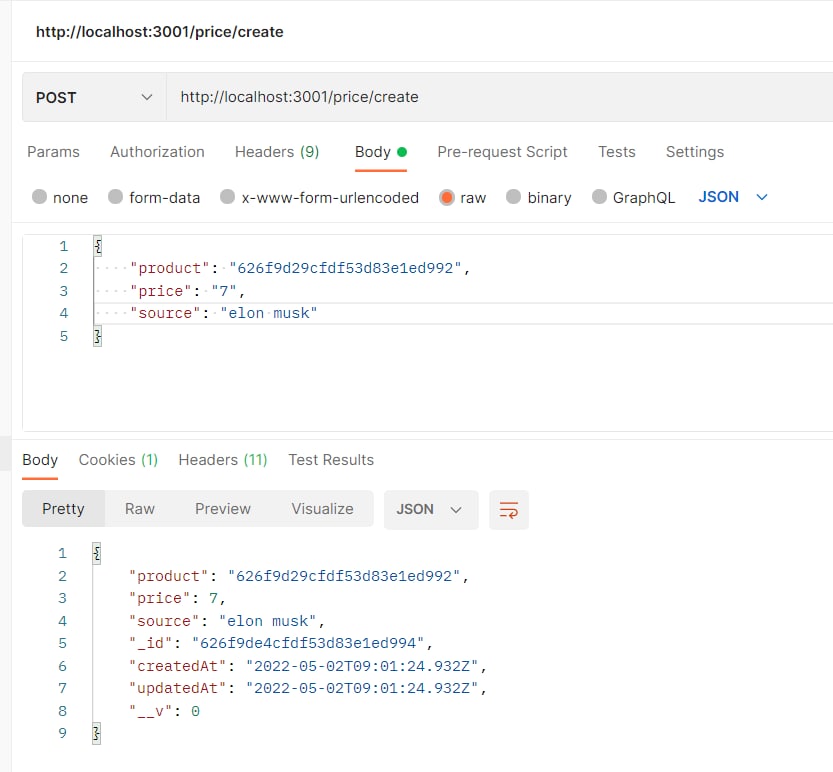 http://localhost:3001/price/create
POST http://localhost:3001/price/create
Params Authorization Headers (9) Body Pre-request Script Tests Settings
none form-data x-www-form-urlencoded raw binary GraphQL JSON
1 {
2 ····"product":·"626f9d29cfdf53d83e1ed992",
3 ····"price":·"7",
4 ····"source":·"elon·musk"
5 }
Body Cookies (1) Headers (11) Test Results
Pretty Raw Preview Visualize JSON
1 {
2 "product": "626f9d29cfdf53d83e1ed992",
3 "price": 7,
4 "source": "elon musk",
5 "_id": "626f9de4cfdf53d83e1ed994",
6 "createdAt": "2022-05-02T09:01:24.932Z",
7 "updatedAt": "2022-05-02T09:01:24.932Z",
8 "__v": 0
9 }